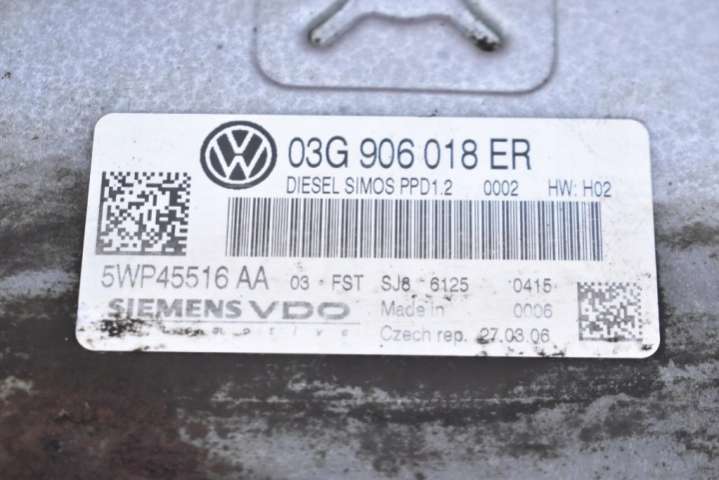 03G 906 018 ER
DIESEL SIMOS PPD1.2 0002 HW: H02
5WP45516 AA 03 FST SJ8 6125 0415
SIEMENS VDO Made in 0006
Czech rep. 27.03.06